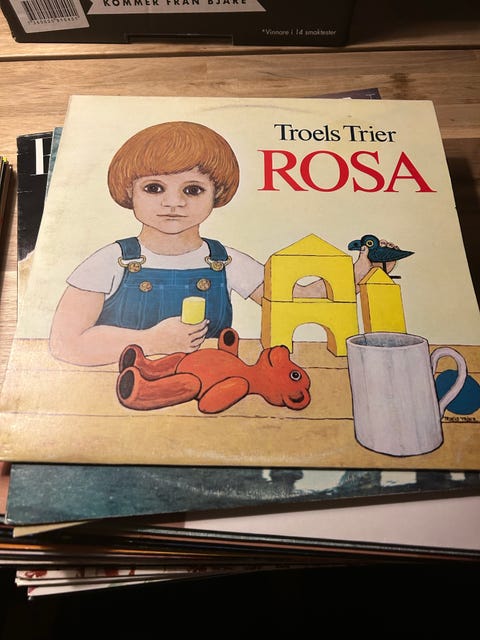 KOMMER FRÅN BJÄRE
*Vinnare i 14 smaktester
Troels Trier
ROSA